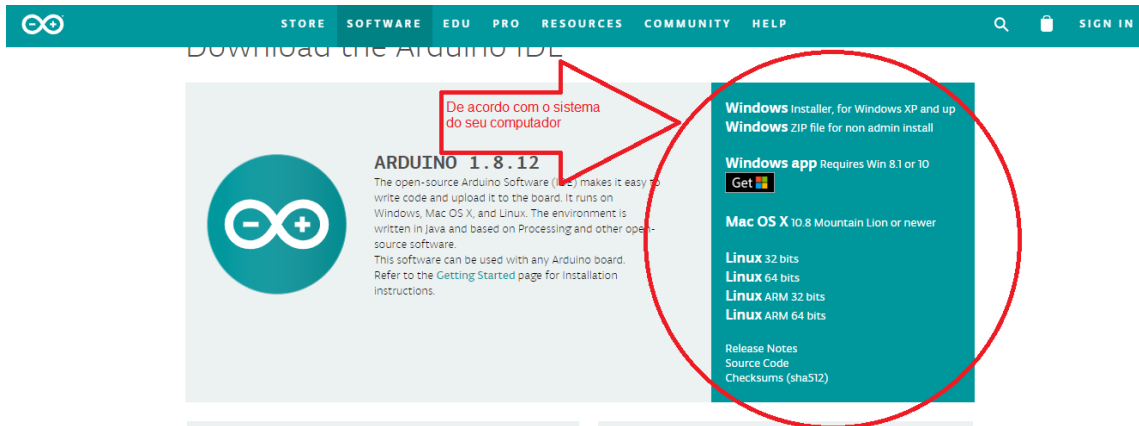 STORE SOFTWARE EDU PRO RESOURCES COMMUNITY HELP SIGN IN
Download the Arduino IDE
De acordo com o sistema
do seu computador
ARDUINO 1.8.12
The open-source Arduino Software (IDE) makes it easy to
write code and upload it to the board. It runs on
Windows, Mac OS X, and Linux. The environment is
written in Java and based on Processing and other open-
source software.
This software can be used with any Arduino board.
Refer to the Getting Started page for Installation
instructions.
Windows Installer, for Windows XP and up
Windows ZIP file for non admin install
Windows app Requires Win 8.1 or 10
Get
Mac OS X 10.8 Mountain Lion or newer
Linux 32 bits
Linux 64 bits
Linux ARM 32 bits
Linux ARM 64 bits
Release Notes
Source Code
Checksums (sha512)